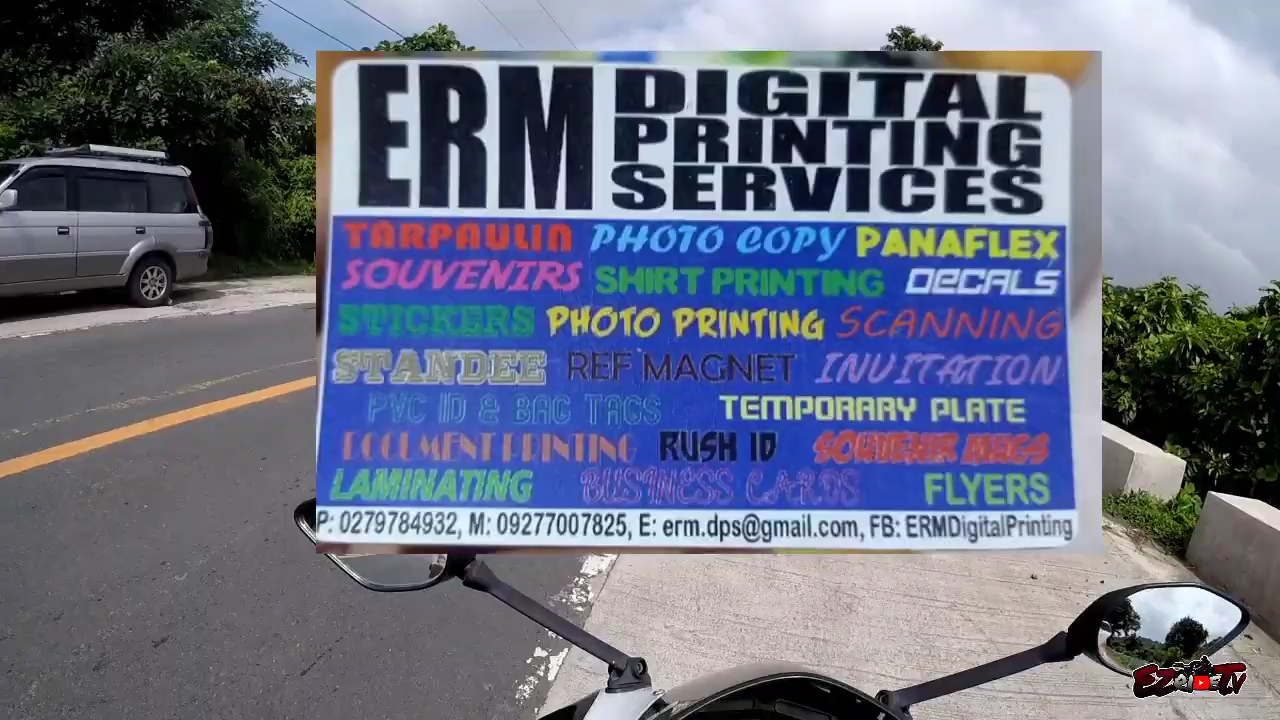 ERM DIGITAL
PRINTING
SERVICES
TARPAULIN PHOTO COPY PANAFLEX
SOUVENIRS SHIRT PRINTING DECALS
STICKERS PHOTO PRINTING SCANNING
STANDEE REF MAGNET INVITATION
PVC ID & BAG TAGS TEMPORARY PLATE
DOCUMENT PRINTING RUSH ID SOUVENIR MUGS
LAMINATING BUSINESS CARDS FLYERS
P: 0279784932, M: 09277007825, E: erm.dps@gmail.com, FB: ERMDigitalPrinting
EZRIDETV